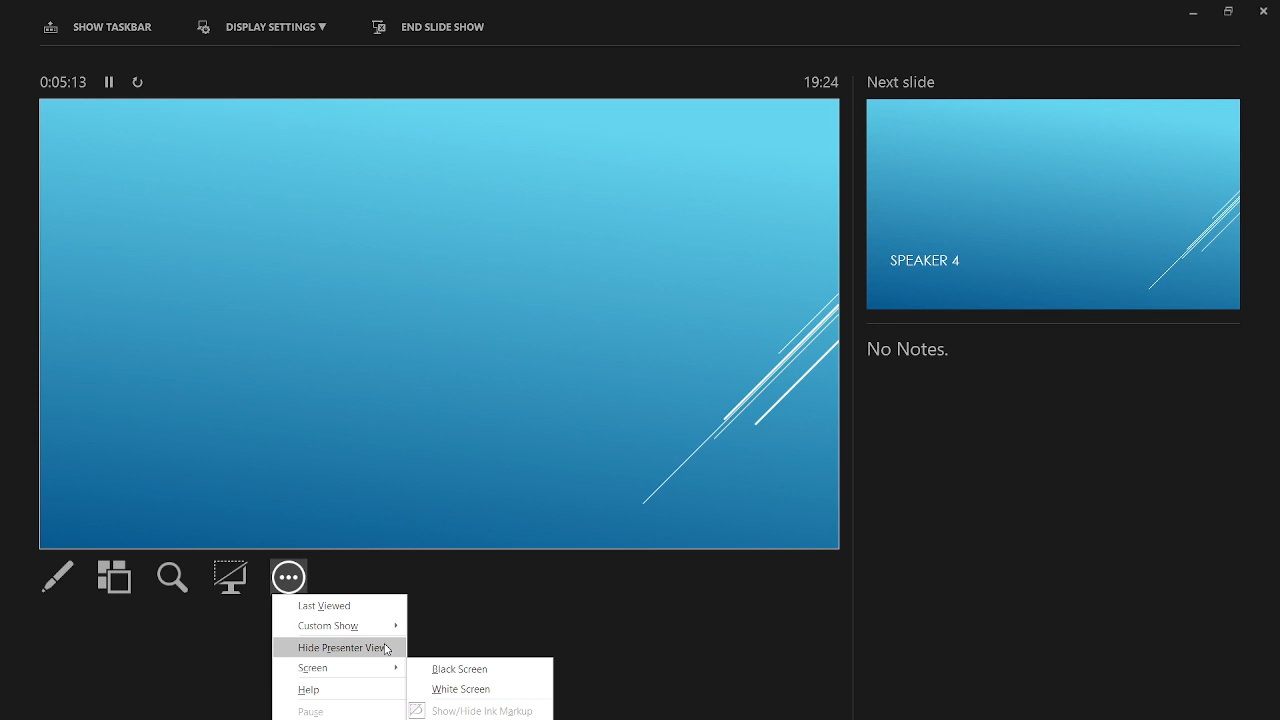 SHOW TASKBAR
DISPLAY SETTINGS ▼
END SLIDE SHOW
0:05:13
19:24
Next slide
SPEAKER 4
No Notes.
Last Viewed
Custom Show
Hide Presenter View
Screen
Help
Pause
Black Screen
White Screen
Show/Hide Ink Markup